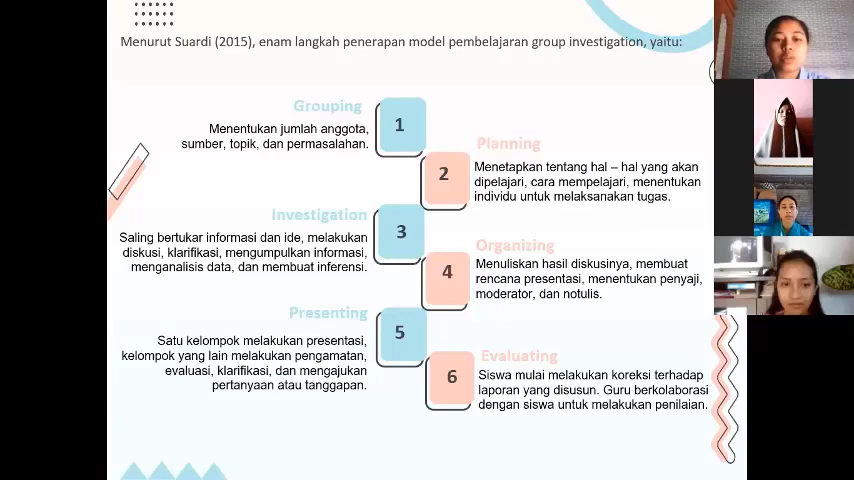 Menurut Suardi (2015), enam langkah penerapan model pembelajaran group investigation, yaitu:
Grouping
1
Menentukan jumlah anggota,
sumber, topik, dan permasalahan.
Planning
2
Menetapkan tentang hal – hal yang akan
dipelajari, cara mempelajari, menentukan
individu untuk melaksanakan tugas.
Investigation
3
Saling bertukar informasi dan ide, melakukan
diskusi, klarifikasi, mengumpulkan informasi,
menganalisis data, dan membuat inferensi.
Organizing
4
Menuliskan hasil diskusinya, membuat
rencana presentasi, menentukan penyaji,
moderator, dan notulis.
Presenting
5
Satu kelompok melakukan presentasi,
kelompok yang lain melakukan pengamatan,
evaluasi, klarifikasi, dan mengajukan
pertanyaan atau tanggapan.
Evaluating
6
Siswa mulai melakukan koreksi terhadap
laporan yang disusun. Guru berkolaborasi
dengan siswa untuk melakukan penilaian.